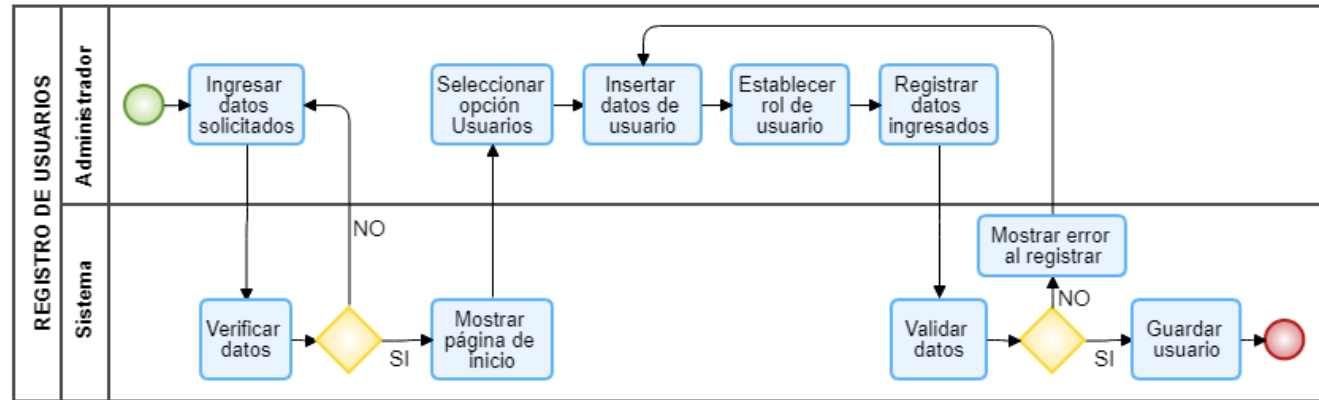 REGISTRO DE USUARIOS
Administrador
Ingresar
datos
solicitados
Seleccionar
opción
Usuarios
Insertar
datos de
usuario
Establecer
rol de
usuario
Registrar
datos
ingresados
Sistema
Verificar
datos
NO
SI
Mostrar
página de
inicio
Validar
datos
Mostrar error
al registrar
NO
SI
Guardar
usuario